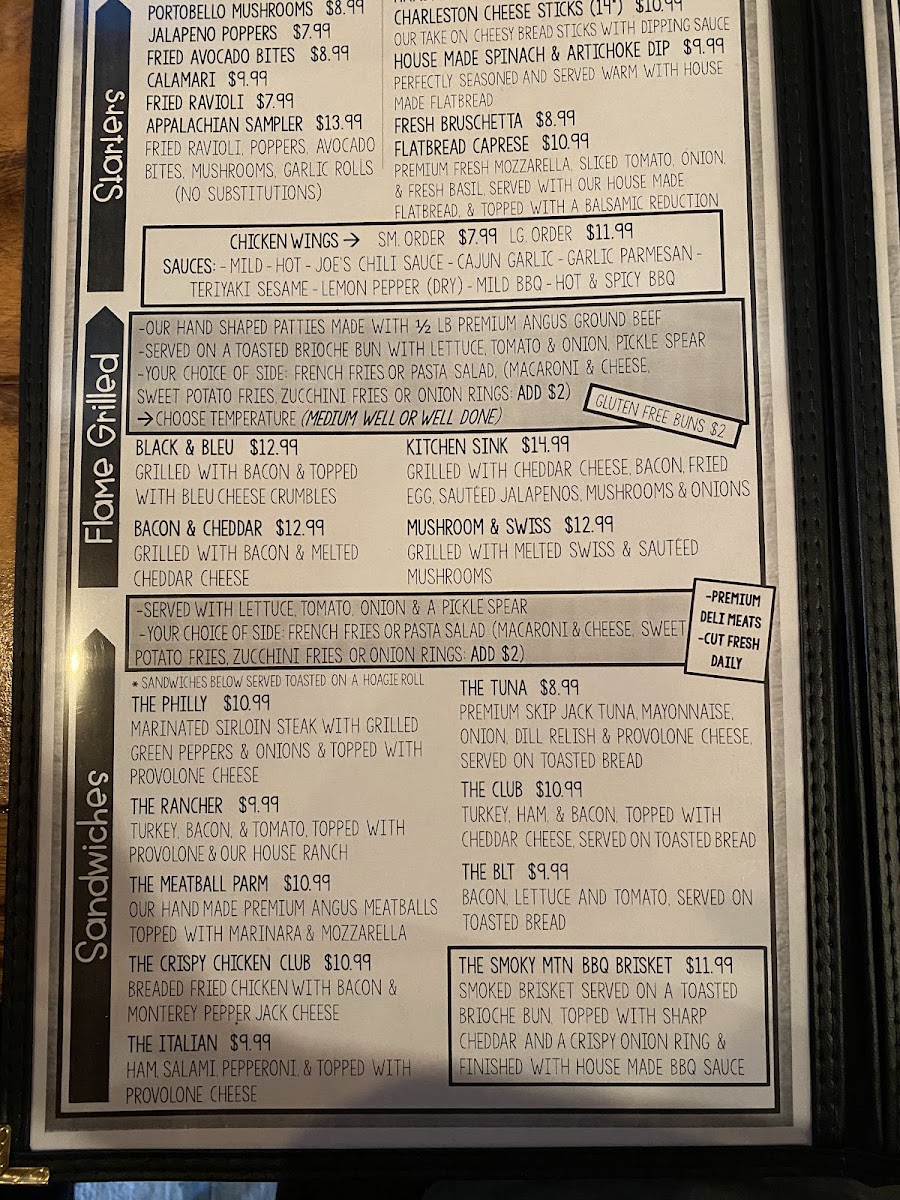 Starters
PORTOBELLO MUSHROOMS $8.99
JALAPENO POPPERS $7.99
FRIED AVOCADO BITES $8.99
CALAMARI $9.99
FRIED RAVIOLI $7.99
APPALACHIAN SAMPLER $13.99
FRIED RAVIOLI, POPPERS, AVOCADO
BITES, MUSHROOMS, GARLIC ROLLS
(NO SUBSTITUTIONS)
CHARLESTON CHEESE STICKS (14") $10.99
OUR TAKE ON CHEESY BREAD STICKS WITH DIPPING SAUCE
HOUSE MADE SPINACH & ARTICHOKE DIP $9.99
PERFECTLY SEASONED AND SERVED WARM WITH HOUSE
MADE FLATBREAD
FRESH BRUSCHETTA $8.99
FLATBREAD CAPRESE $10.99
PREMIUM FRESH MOZZARELLA, SLICED TOMATO, ONION,
& FRESH BASIL, SERVED WITH OUR HOUSE MADE
FLATBREAD, & TOPPED WITH A BALSAMIC REDUCTION
CHICKEN WINGS → SM. ORDER $7.99 LG. ORDER $11.99
SAUCES: - MILD - HOT - JOE'S CHILI SAUCE - CAJUN GARLIC - GARLIC PARMESAN -
TERIYAKI SESAME - LEMON PEPPER (DRY) - MILD BBQ - HOT & SPICY BBQ
Flame Grilled
-OUR HAND SHAPED PATTIES MADE WITH ½ LB PREMIUM ANGUS GROUND BEEF
-SERVED ON A TOASTED BRIOCHE BUN WITH LETTUCE, TOMATO & ONION, PICKLE SPEAR
-YOUR CHOICE OF SIDE: FRENCH FRIES OR PASTA SALAD, (MACARONI & CHEESE,
SWEET POTATO FRIES, ZUCCHINI FRIES OR ONION RINGS: ADD $2)
→ CHOOSE TEMPERATURE (MEDIUM WELL OR WELL DONE)
GLUTEN FREE BUNS $2
BLACK & BLEU $12.99
GRILLED WITH BACON & TOPPED
WITH BLEU CHEESE CRUMBLES
BACON & CHEDDAR $12.99
GRILLED WITH BACON & MELTED
CHEDDAR CHEESE
KITCHEN SINK $14.99
GRILLED WITH CHEDDAR CHEESE, BACON, FRIED
EGG, SAUTÉED JALAPENOS, MUSHROOMS & ONIONS
MUSHROOM & SWISS $12.99
GRILLED WITH MELTED SWISS & SAUTÉED
MUSHROOMS
Sandwiches
-SERVED WITH LETTUCE, TOMATO, ONION & A PICKLE SPEAR
-YOUR CHOICE OF SIDE: FRENCH FRIES OR PASTA SALAD (MACARONI & CHEESE, SWEET
POTATO FRIES, ZUCCHINI FRIES OR ONION RINGS: ADD $2)
-PREMIUM
DELI MEATS
-CUT FRESH
DAILY
* SANDWICHES BELOW SERVED TOASTED ON A HOAGIE ROLL
THE PHILLY $10.99
MARINATED SIRLOIN STEAK WITH GRILLED
GREEN PEPPERS & ONIONS & TOPPED WITH
PROVOLONE CHEESE
THE RANCHER $9.99
TURKEY, BACON, & TOMATO, TOPPED WITH
PROVOLONE & OUR HOUSE RANCH
THE MEATBALL PARM $10.99
OUR HAND MADE PREMIUM ANGUS MEATBALLS
TOPPED WITH MARINARA & MOZZARELLA
THE CRISPY CHICKEN CLUB $10.99
BREADED FRIED CHICKEN WITH BACON &
MONTEREY PEPPER JACK CHEESE
THE ITALIAN $9.99
HAM, SALAMI, PEPPERONI, & TOPPED WITH
PROVOLONE CHEESE
THE TUNA $8.99
PREMIUM SKIP JACK TUNA, MAYONNAISE,
ONION, DILL RELISH & PROVOLONE CHEESE,
SERVED ON TOASTED BREAD
THE CLUB $10.99
TURKEY, HAM, & BACON, TOPPED WITH
CHEDDAR CHEESE, SERVED ON TOASTED BREAD
THE BLT $9.99
BACON, LETTUCE AND TOMATO, SERVED ON
TOASTED BREAD
THE SMOKY MTN BBQ BRISKET $11.99
SMOKED BRISKET SERVED ON A TOASTED
BRIOCHE BUN, TOPPED WITH SHARP
CHEDDAR AND A CRISPY ONION RING &
FINISHED WITH HOUSE MADE BBQ SAUCE